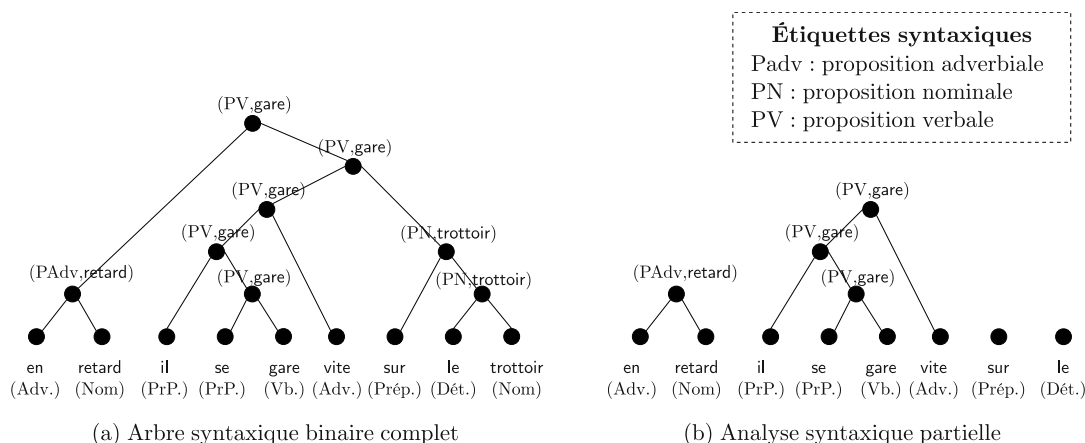 Étiquettes syntaxiques
Padv : proposition adverbiale
PN : proposition nominale
PV : proposition verbale
(PV,gare)
(PV,gare)
(PV,gare)
(PV,gare)
(PN,trottoir)
(PAdv,retard)
(PV,gare)
(PN,trottoir)
en retard il se gare vite sur le trottoir
(Adv.) (Nom) (PrP.) (PrP.) (Vb.) (Adv.) (Prép.) (Dét.) (Nom)
(a) Arbre syntaxique binaire complet
(PV,gare)
(PV,gare)
(PAdv,retard)
(PV,gare)
en retard il se gare vite sur le
(Adv.) (Nom) (PrP.) (PrP.) (Vb.) (Adv.) (Prép.) (Dét.)
(b) Analyse syntaxique partielle